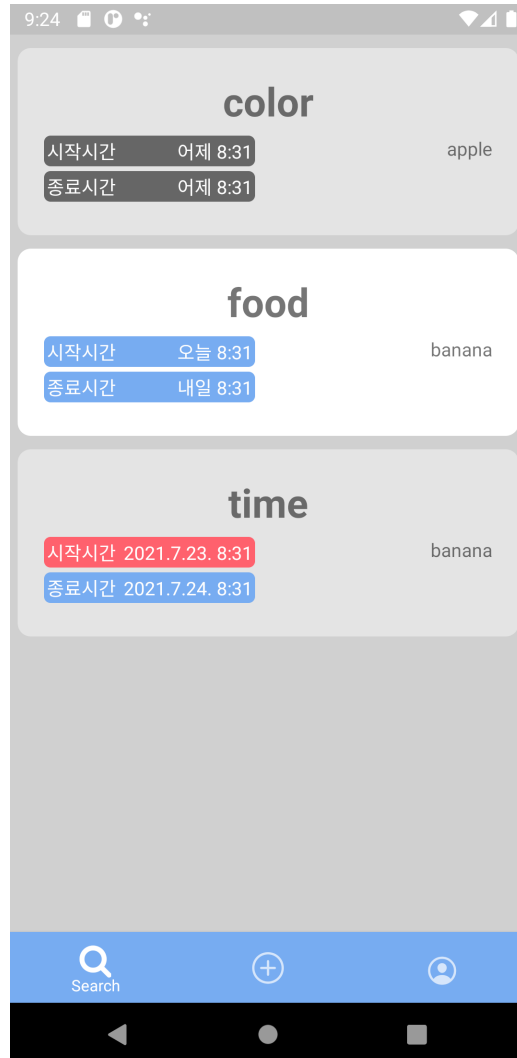 9:24
color
시작시간 어제 8:31
apple
종료시간 어제 8:31
food
시작시간 오늘 8:31
banana
종료시간 내일 8:31
time
시작시간 2021.7.23. 8:31
banana
종료시간 2021.7.24. 8:31
Search